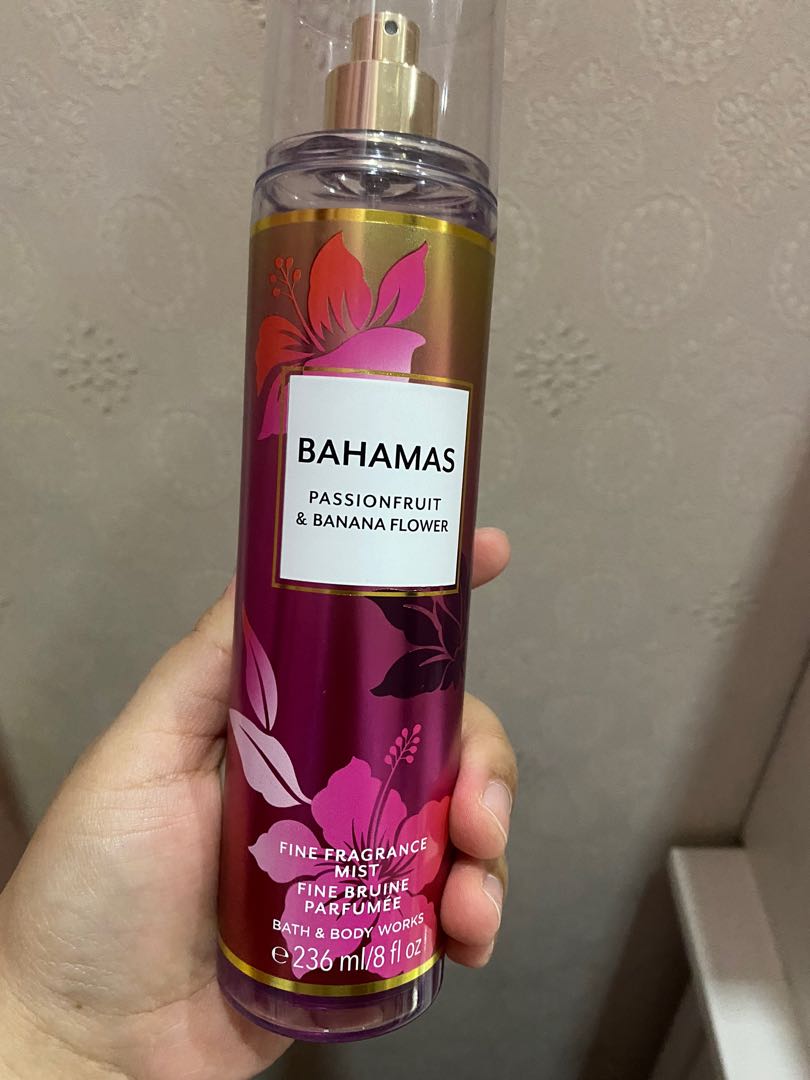 BAHAMAS
PASSIONFRUIT
& BANANA FLOWER
FINE FRAGRANCE
MIST
FINE BRUINE
PARFUMÉE
BATH & BODY WORKS
℮ 236 ml/8 fl oz